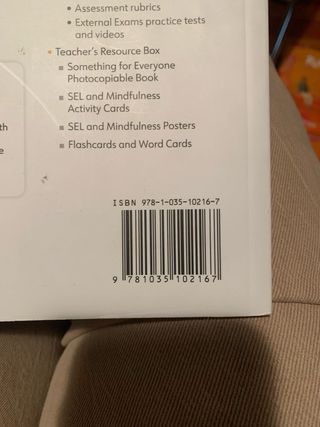 • Assessment rubrics
• External Exams practice tests
and videos
• Teacher's Resource Box
■ Something for Everyone
Photocopiable Book
■ SEL and Mindfulness
Activity Cards
■ SEL and Mindfulness Posters
■ Flashcards and Word Cards
ISBN 978-1-035-10216-7
9 781035 102167